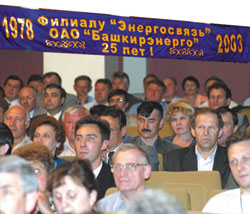 1978 Филиалу "Энергосвязь" 2003
ОАО "Башкирэнерго"
25 лет!